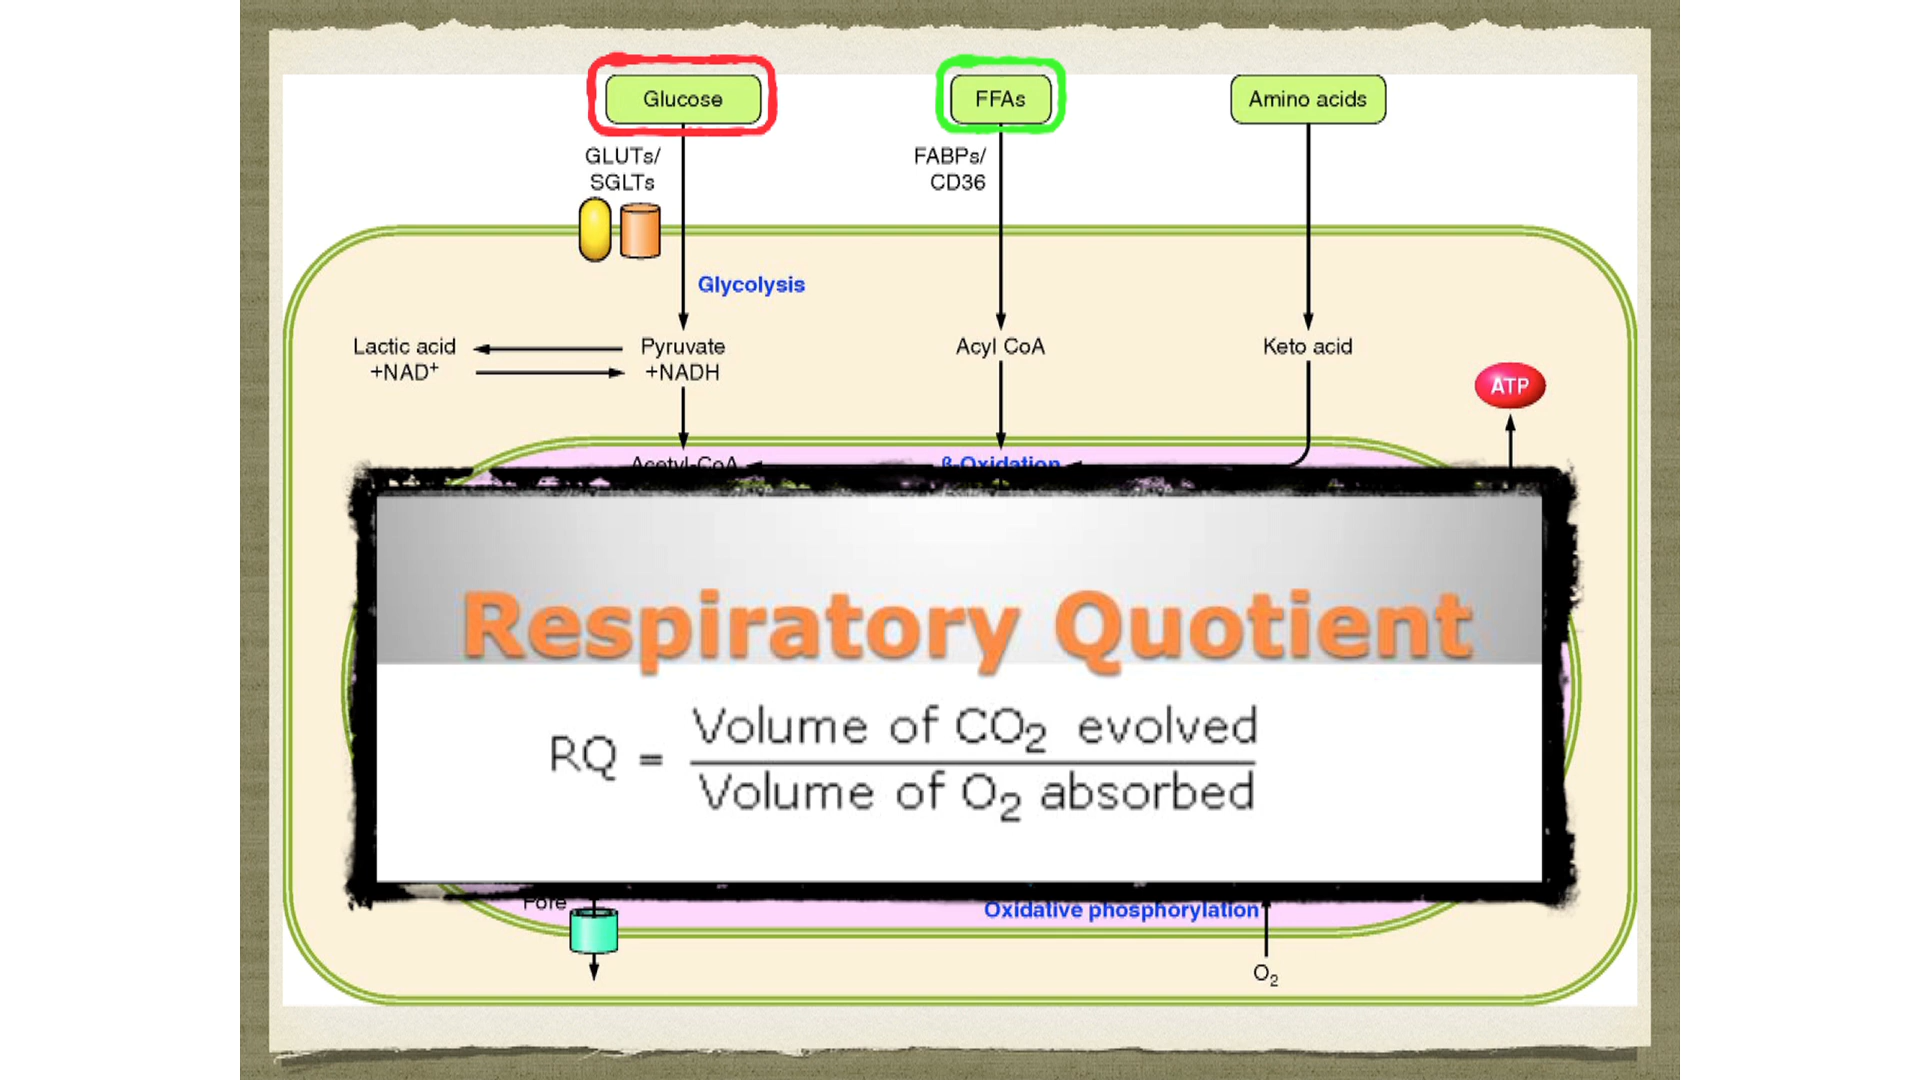 Glucose
FFAs
Amino acids
GLUTs/
SGLTs
FABPs/
CD36
Glycolysis
Lactic acid
+NAD⁺
Pyruvate
+NADH
Acyl CoA
Keto acid
ATP
Acetyl-CoA
β-Oxidation
Respiratory Quotient
RQ = Volume of CO₂ evolved
Volume of O₂ absorbed
Pore
Oxidative phosphorylation
O₂